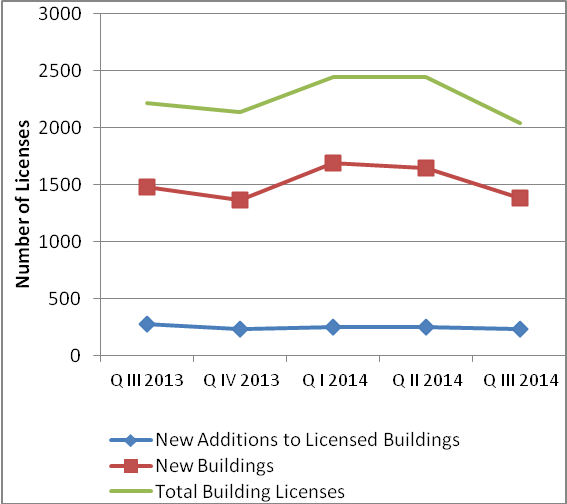 3000
2500
2000
1500
1000
500
0
Number of Licenses
Q III 2013 Q IV 2013 Q I 2014 Q II 2014 Q III 2014
New Additions to Licensed Buildings
New Buildings
Total Building Licenses